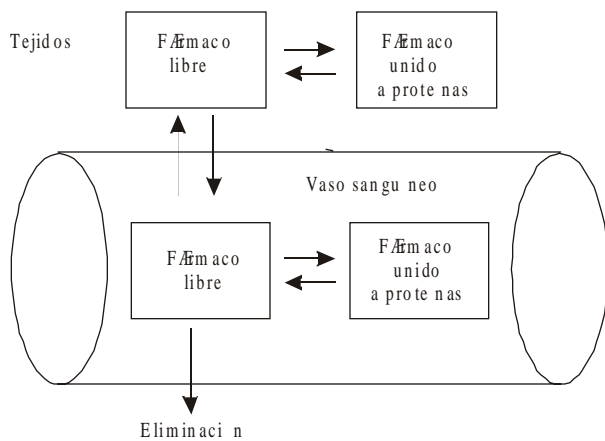 Tejidos
FÆrmaco
libre
FÆrmaco
unido
a prote nas
Vaso sangu neo
FÆrmaco
libre
FÆrmaco
unido
a prote nas
Eliminaci n